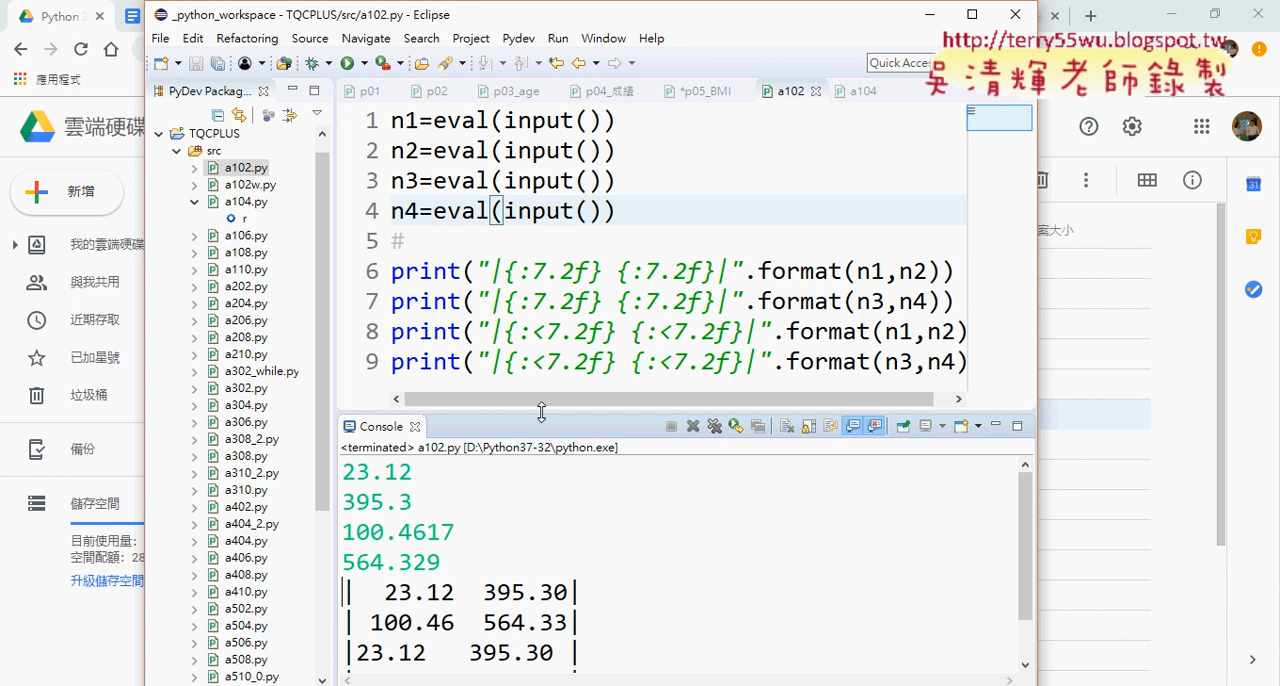 Python
_python_workspace - TQCPLUS/src/a102.py - Eclipse
File Edit Refactoring Source Navigate Search Project Pydev Run Window Help
http://terry55wu.blogspot.tw
吳清輝老師錄製
Quick Acce
應用程式
PyDev Packag...
p01 p02 p03_age p04_成績 *p05_BMI a102 a104
雲端硬碟
新增
我的雲端硬碟
與我共用
近期存取
已加星號
垃圾桶
備份
儲存空間
目前使用量:
空間配額: 28
升級儲存空間
TQCPLUS
src
a102.py
a102w.py
a104.py
r
a106.py
a108.py
a110.py
a202.py
a204.py
a206.py
a208.py
a210.py
a302_while.py
a302.py
a304.py
a306.py
a308_2.py
a308.py
a310_2.py
a310.py
a402.py
a404_2.py
a404.py
a406.py
a408.py
a410.py
a502.py
a504.py
a506.py
a508.py
a510_0.py
1 n1=eval(input())
2 n2=eval(input())
3 n3=eval(input())
4 n4=eval(input())
5 #
6 print("|{:7.2f} {:7.2f}|".format(n1,n2))
7 print("|{:7.2f} {:7.2f}|".format(n3,n4))
8 print("|{:<7.2f} {:<7.2f}|".format(n1,n2)
9 print("|{:<7.2f} {:<7.2f}|".format(n3,n4)
Console
<terminated> a102.py [D:\Python37-32\python.exe]
23.12
395.3
100.4617
564.329
|  23.12  395.30|
| 100.46  564.33|
|23.12   395.30 |
案大小
31